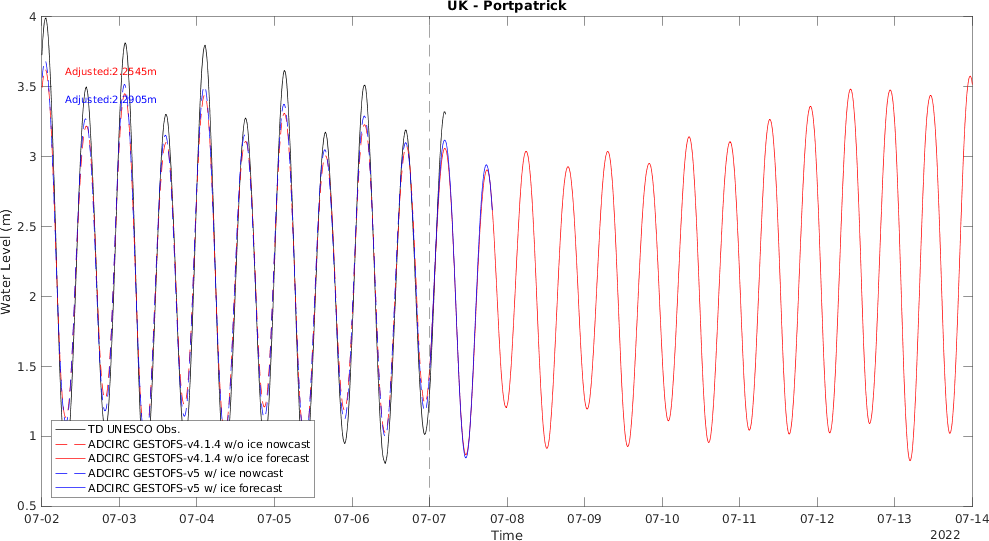 UK - Portpatrick
4
3.5
3
2.5
2
1.5
1
0.5
Water Level (m)
Adjusted:2.2545m
Adjusted:2.2905m
TD UNESCO Obs.
ADCIRC GESTOFS-v4.1.4 w/o ice nowcast
ADCIRC GESTOFS-v4.1.4 w/o ice forecast
ADCIRC GESTOFS-v5 w/ ice nowcast
ADCIRC GESTOFS-v5 w/ ice forecast
07-02 07-03 07-04 07-05 07-06 07-07 07-08 07-09 07-10 07-11 07-12 07-13 07-14
Time
2022